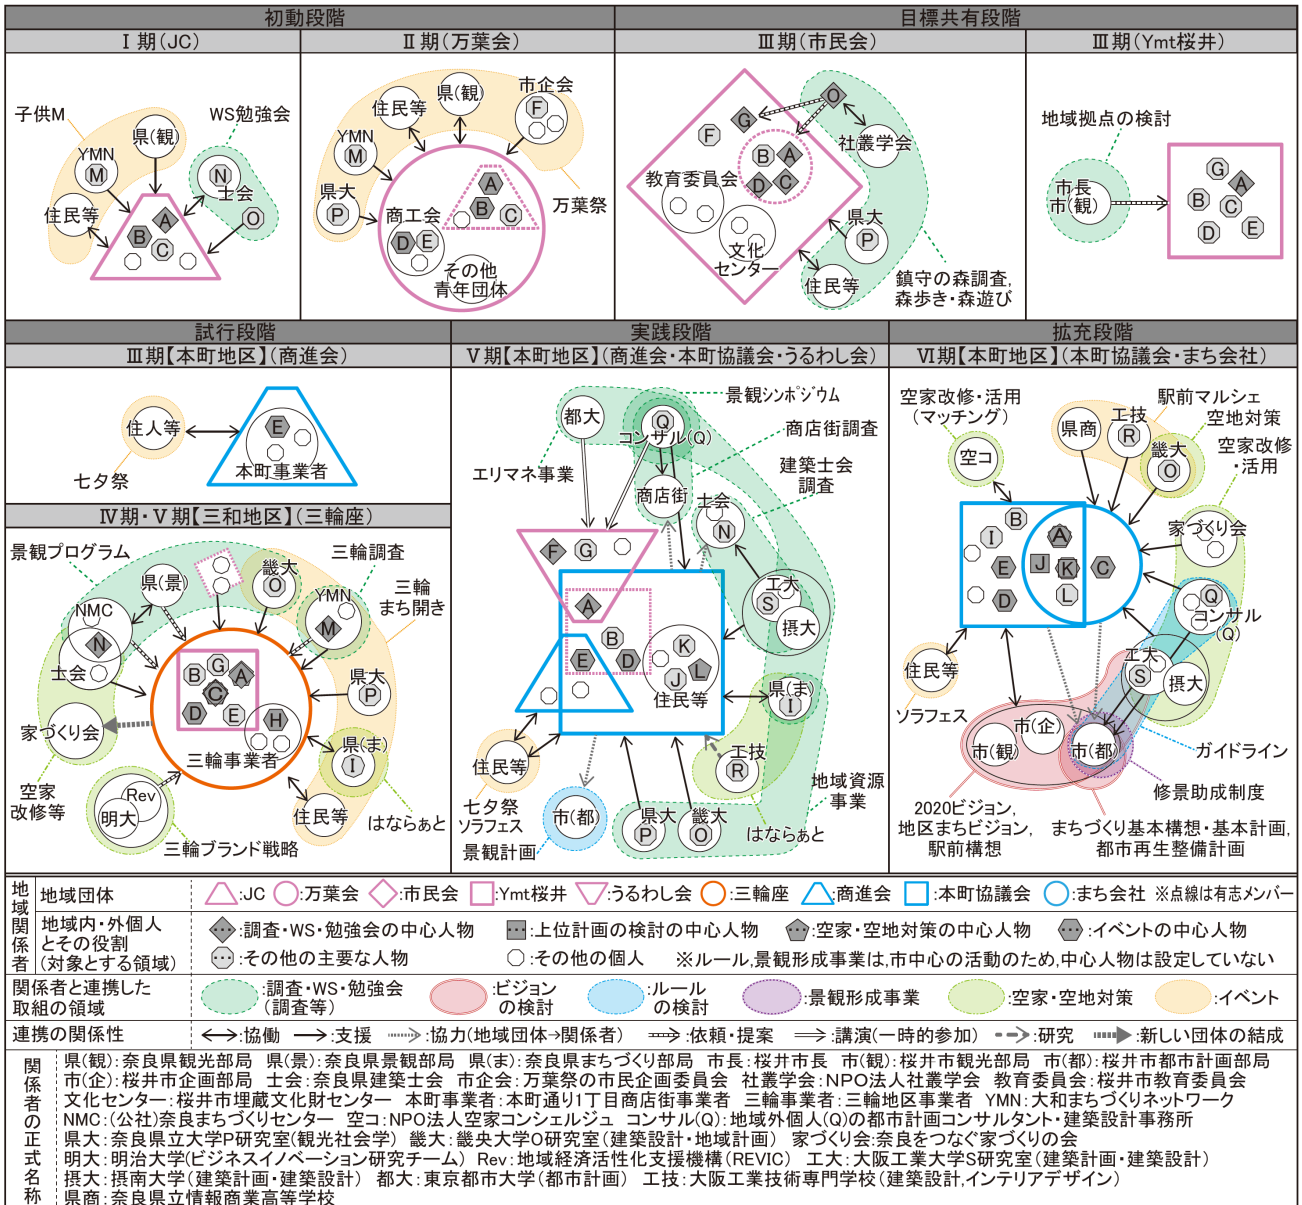 初動段階
目標共有段階
Ⅰ期(JC)
Ⅱ期(万葉会)
Ⅲ期(市民会)
Ⅲ期(Ymt桜井)
子供M
WS勉強会
県(観)
YMN
M
N
士会
O
住民等
A
B
C
市企会
F
県(観)
住民等
YMN
M
県大
P
A
B
C
商工会
D
E
その他
青年団体
万葉祭
O
G
F
社叢学会
B
A
D
C
教育委員会
文化
センター
県大
P
住民等
鎮守の森調査,
森歩き・森遊び
地域拠点の検討
市長
市(観)
G
A
B
C
D
E
試行段階
実践段階
拡充段階
Ⅲ期【本町地区】(商進会)
Ⅴ期【本町地区】(商進会・本町協議会・うるわし会)
Ⅵ期【本町地区】(本町協議会・まち会社)
住人等
E
本町事業者
七夕祭
Ⅳ期・Ⅴ期【三和地区】(三輪座)
景観プログラム
三輪調査
畿大
O
県(景)
YMN
M
三輪
まち開き
NMC
N
士会
G
B
A
C
D
E
H
三輪事業者
県大
P
家づくり会
県(ま)
I
空家
改修等
Rev
明大
住民等
はならぁと
三輪ブランド戦略
景観シンポジウム
都大
Q
コンサル(Q)
商店街調査
エリマネ事業
建築士会
調査
商店街
士会
N
F
G
工大
S
摂大
A
B
E
D
K
L
J
住民等
県(ま)
I
住民等
工技
R
七夕祭
ソラフェス
市(都)
景観計画
県大
P
畿大
O
地域資源
事業
はならぁと
空家改修・活用
(マッチング)
駅前マルシェ
工技
R
空地対策
県商
畿大
O
空家改修
・活用
空コ
B
I
A
家づくり会
E
J
K
C
D
L
Q
コンサル
(Q)
住民等
工大
S
摂大
ソラフェス
市(企)
市(観)
市(都)
ガイドライン
修景助成制度
2020ビジョン,
地区まちビジョン,
駅前構想
まちづくり基本構想・基本計画,
都市再生整備計画
地域関係者
地域団体
:JC :万葉会 :市民会 :Ymt桜井 :うるわし会 :三輪座 :商進会 :本町協議会 :まち会社 ※点線は有志メンバー
地域内・外個人
とその役割
(対象とする領域)
:調査・WS・勉強会の中心人物 :上位計画の検討の中心人物 :空家・空地対策の中心人物 :イベントの中心人物
:その他の主要な人物 :その他の個人 ※ルール,景観形成事業は,市中心の活動のため,中心人物は設定していない
関係者と連携した
取組の領域
:調査・WS・勉強会
(調査等)
:ビジョン
の検討
:ルール
の検討
:景観形成事業
:空家・空地対策
:イベント
連携の関係性
:協働 :支援 :協力(地域団体→関係者) :依頼・提案 :講演(一時的参加) :研究 :新しい団体の結成
関係者の正式名称
県(観):奈良県観光部局 県(景):奈良県景観部局 県(ま):奈良県まちづくり部局 市長:桜井市長 市(観):桜井市観光部局 市(都):桜井市都市計画部局
市(企):桜井市企画部局 士会:奈良県建築士会 市企会:万葉祭の市民企画委員会 社叢学会:NPO法人社叢学会 教育委員会:桜井市教育委員会
文化センター:桜井市埋蔵文化財センター 本町事業者:本町通り1丁目商店街事業者 三輪事業者:三輪地区事業者 YMN:大和まちづくりネットワーク
NMC:(公社)奈良まちづくりセンター 空コ:NPO法人空家コンシェルジュ コンサル(Q):地域外個人(Q)の都市計画コンサルタント・建築設計事務所
県大:奈良県立大学P研究室(観光社会学) 畿大:畿央大学O研究室(建築設計・地域計画) 家づくり会:奈良をつなぐ家づくりの会
明大:明治大学(ビジネスイノベーション研究チーム) Rev:地域経済活性化支援機構(REVIC) 工大:大阪工業大学S研究室(建築計画・建築設計)
摂大:摂南大学(建築計画・建築設計) 都大:東京都市大学(都市計画) 工技:大阪工業技術専門学校(建築設計,インテリアデザイン)
県商:奈良県立情報商業高等学校